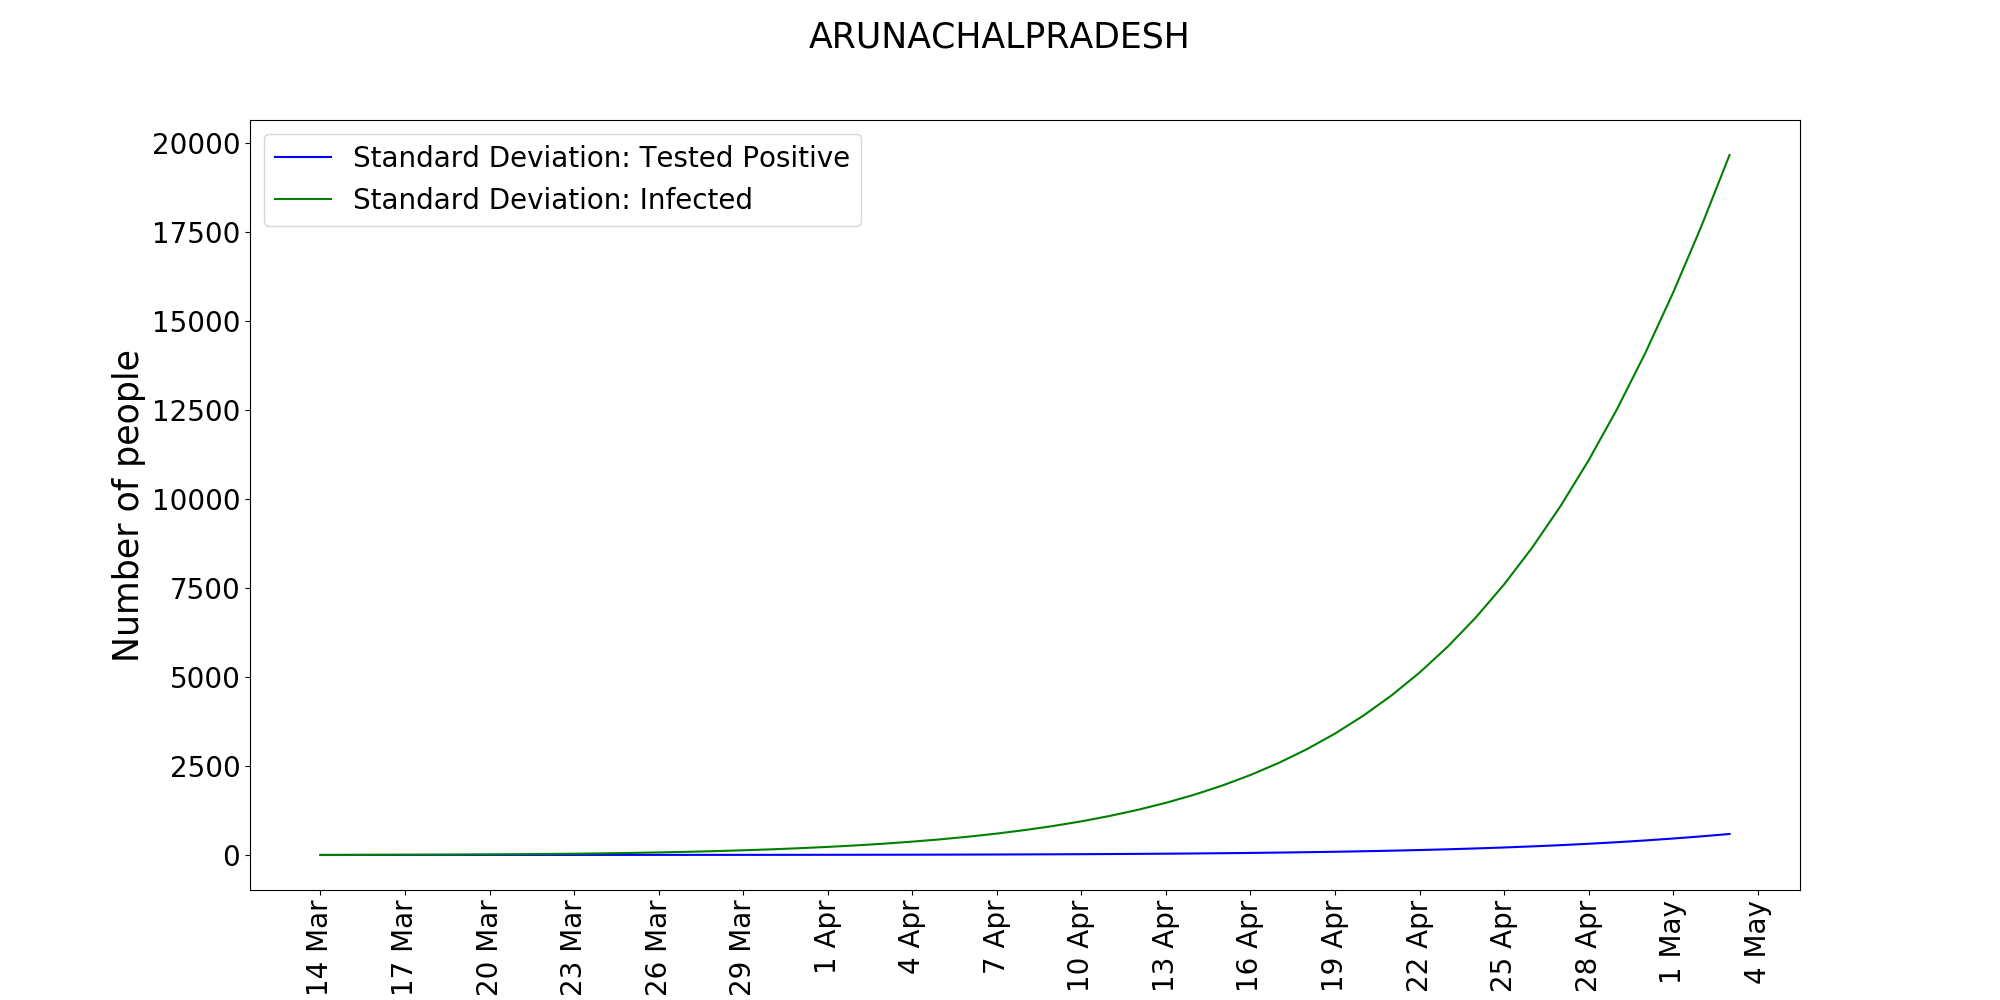 ARUNACHALPRADESH
Standard Deviation: Tested Positive
Standard Deviation: Infected
Number of people
20000
17500
15000
12500
10000
7500
5000
2500
0
14 Mar
17 Mar
20 Mar
23 Mar
26 Mar
29 Mar
1 Apr
4 Apr
7 Apr
10 Apr
13 Apr
16 Apr
19 Apr
22 Apr
25 Apr
28 Apr
1 May
4 May